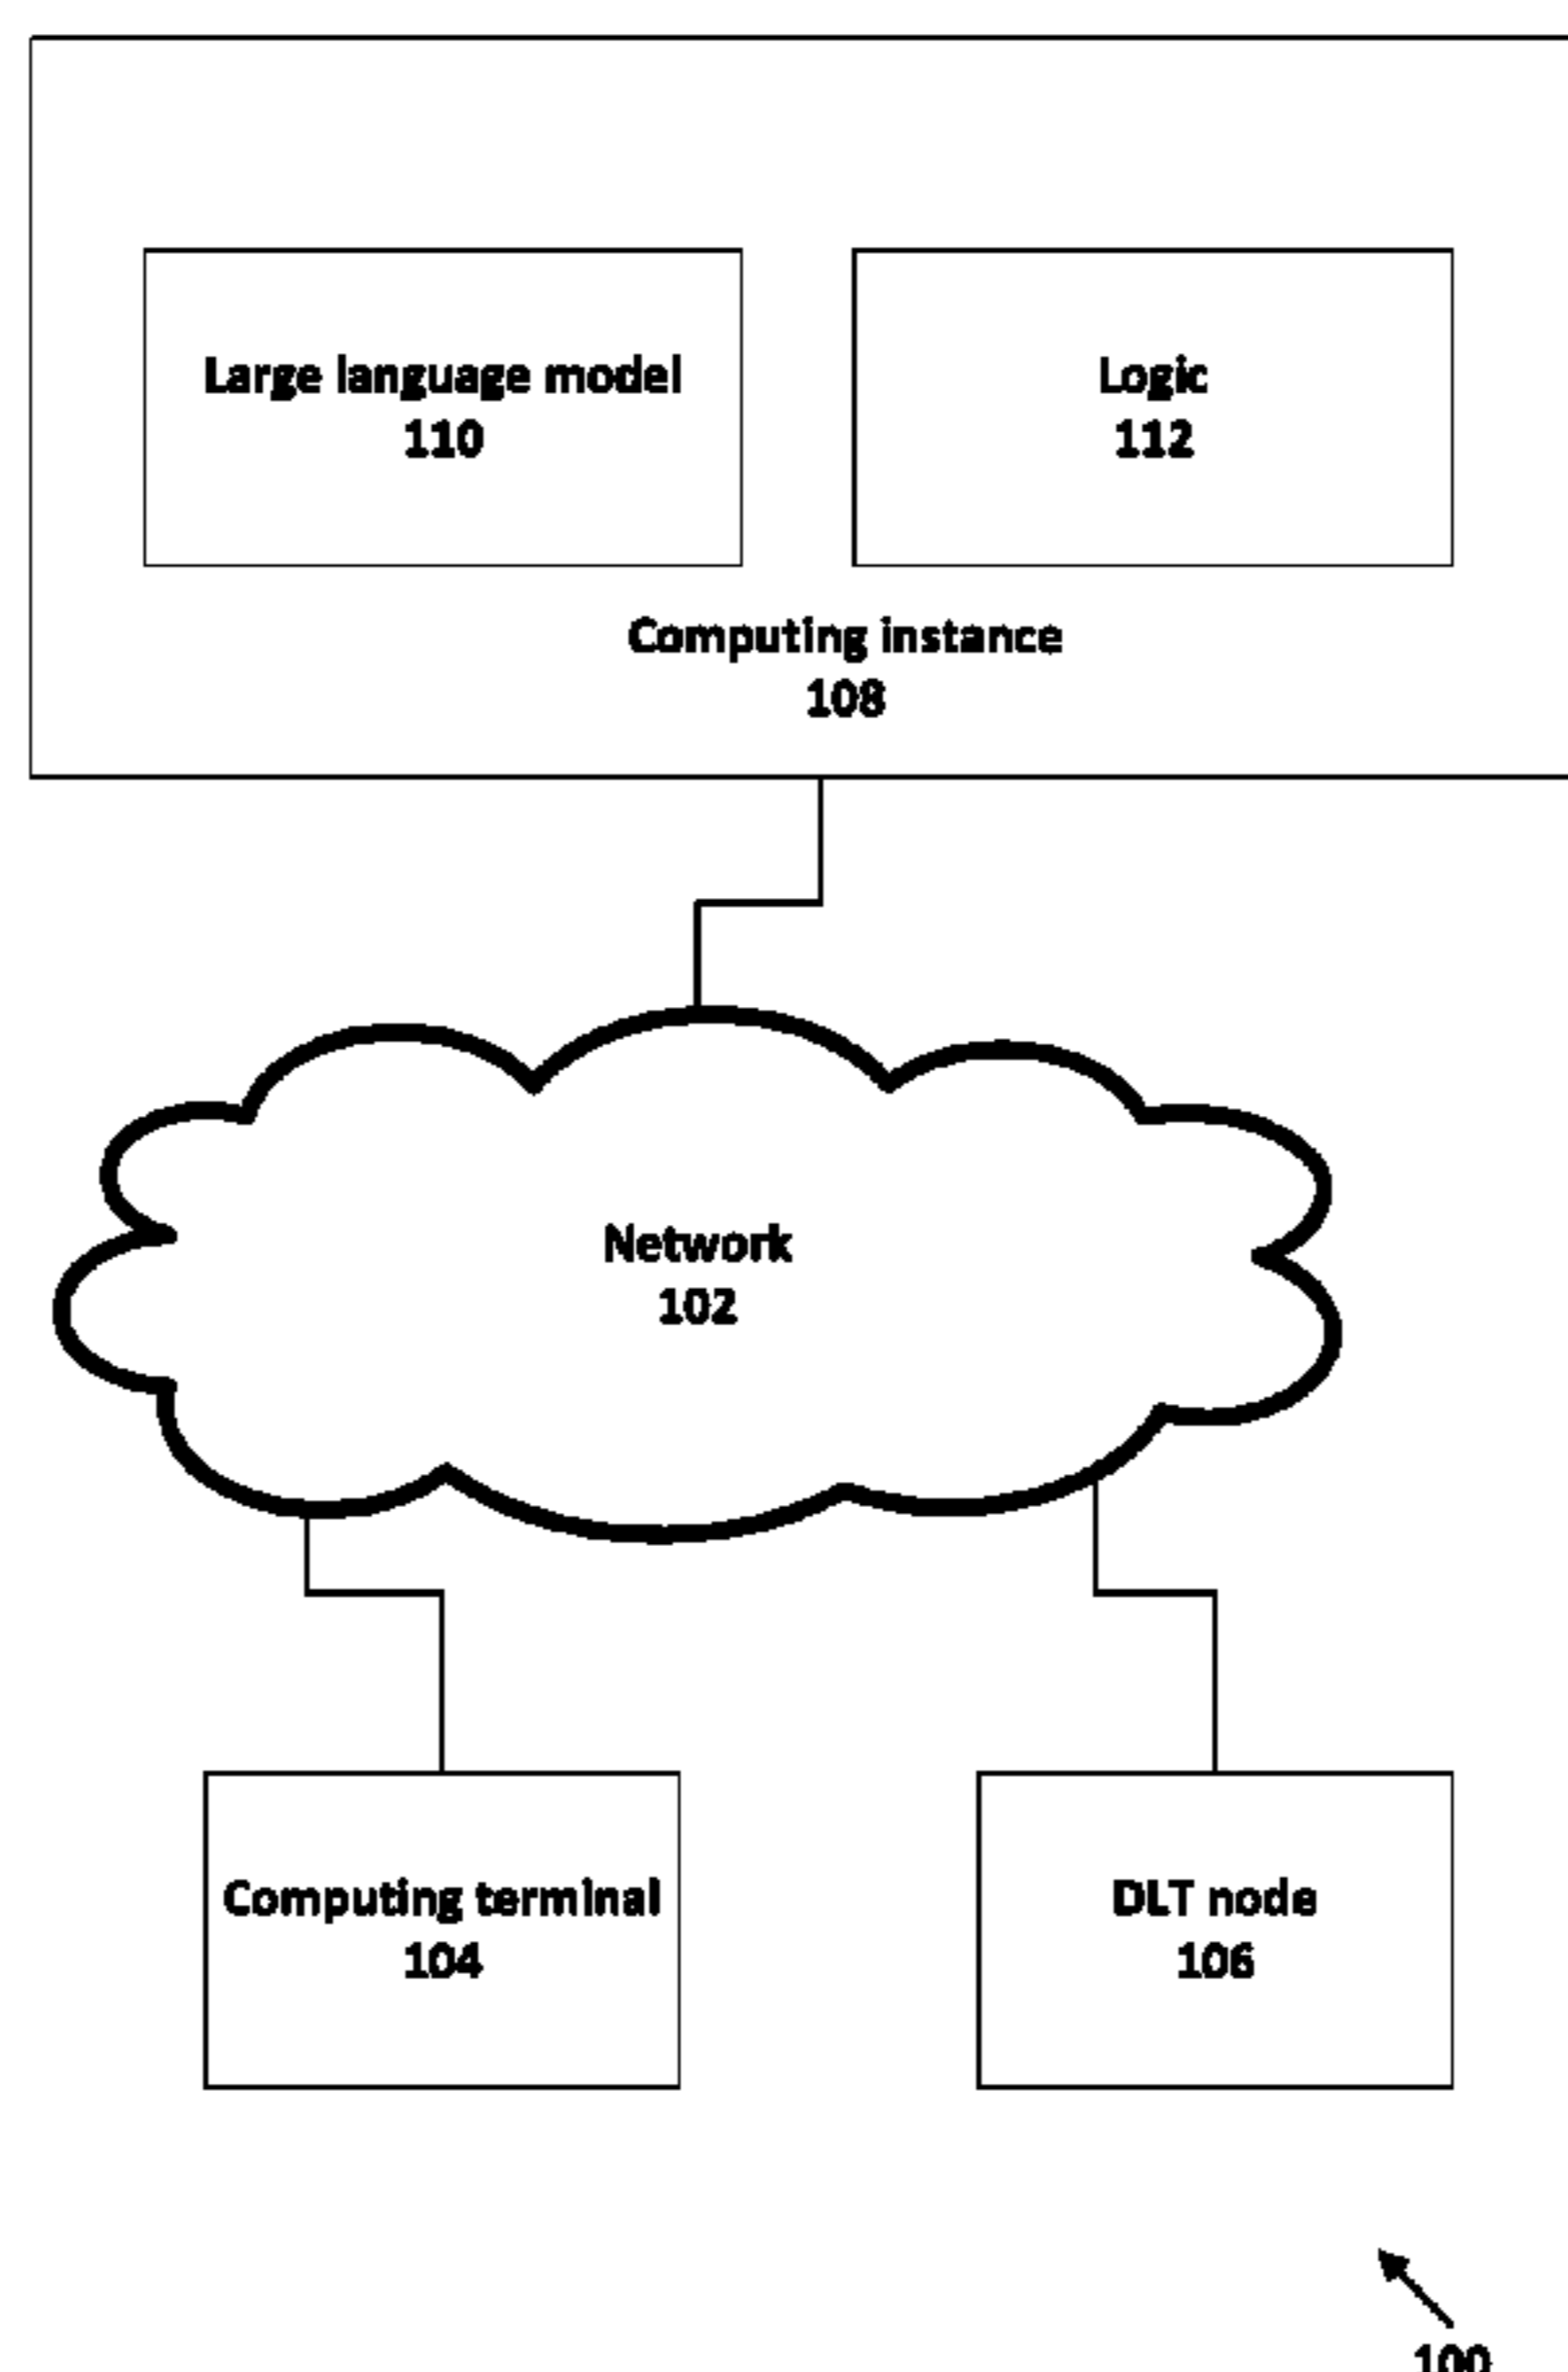 Large language model
110
Logic
112
Computing instance
108
Network
102
Computing terminal
104
DLT node
106
100